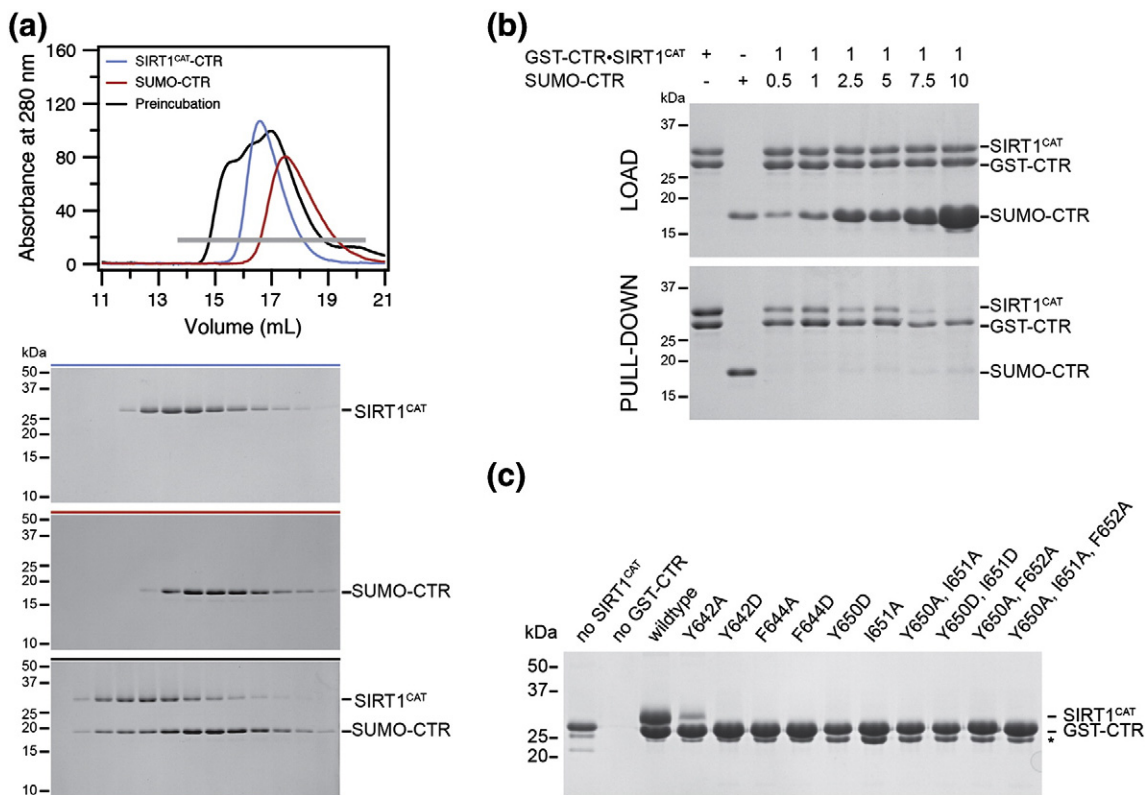 (a)
160
120
80
40
0
Absorbance at 280 nm
SIRT1CAT-CTR
SUMO-CTR
Preincubation
11 13 15 17 19 21
Volume (mL)
kDa
50
37
25
20
15
10
SIRT1CAT
50
37
25
20
15
10
SUMO-CTR
50
37
25
20
15
10
SIRT1CAT
SUMO-CTR
(b)
GST-CTR•SIRT1CAT + - 1 1 1 1 1 1
SUMO-CTR - + 0.5 1 2.5 5 7.5 10
kDa
37
25
20
15
LOAD
SIRT1CAT
GST-CTR
SUMO-CTR
37
25
20
15
PULL-DOWN
SIRT1CAT
GST-CTR
SUMO-CTR
(c)
no SIRT1CAT
no GST-CTR
wildtype
Y642A
Y642D
F644A
F644D
Y650D
I651A
Y650A, I651A
Y650D, I651D
Y650A, F652A
Y650A, I651A, F652A
kDa
50
37
25
20
SIRT1CAT
GST-CTR
*